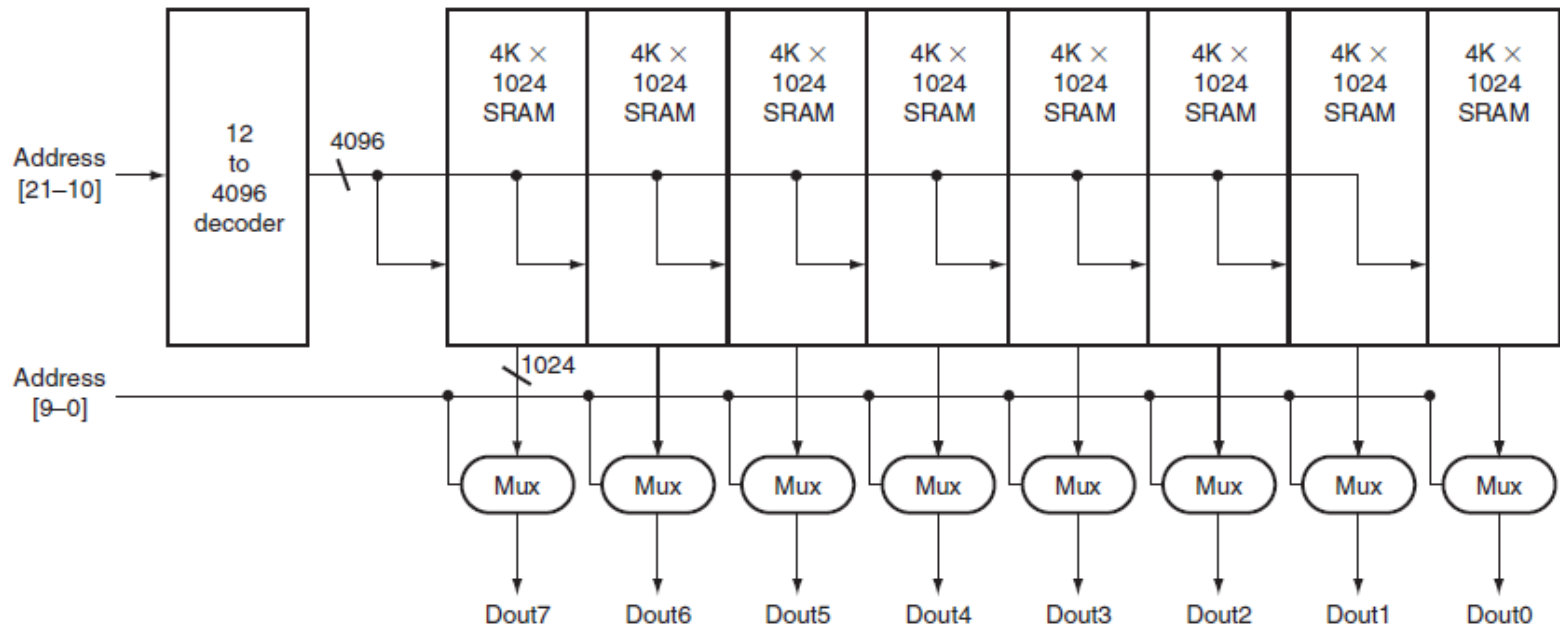 4K ×
1024
SRAM
4K ×
1024
SRAM
4K ×
1024
SRAM
4K ×
1024
SRAM
4K ×
1024
SRAM
4K ×
1024
SRAM
4K ×
1024
SRAM
4K ×
1024
SRAM
Address
[21–10]
12
to
4096
decoder
4096
Address
[9–0]
1024
Mux
Mux
Mux
Mux
Mux
Mux
Mux
Mux
Dout7
Dout6
Dout5
Dout4
Dout3
Dout2
Dout1
Dout0